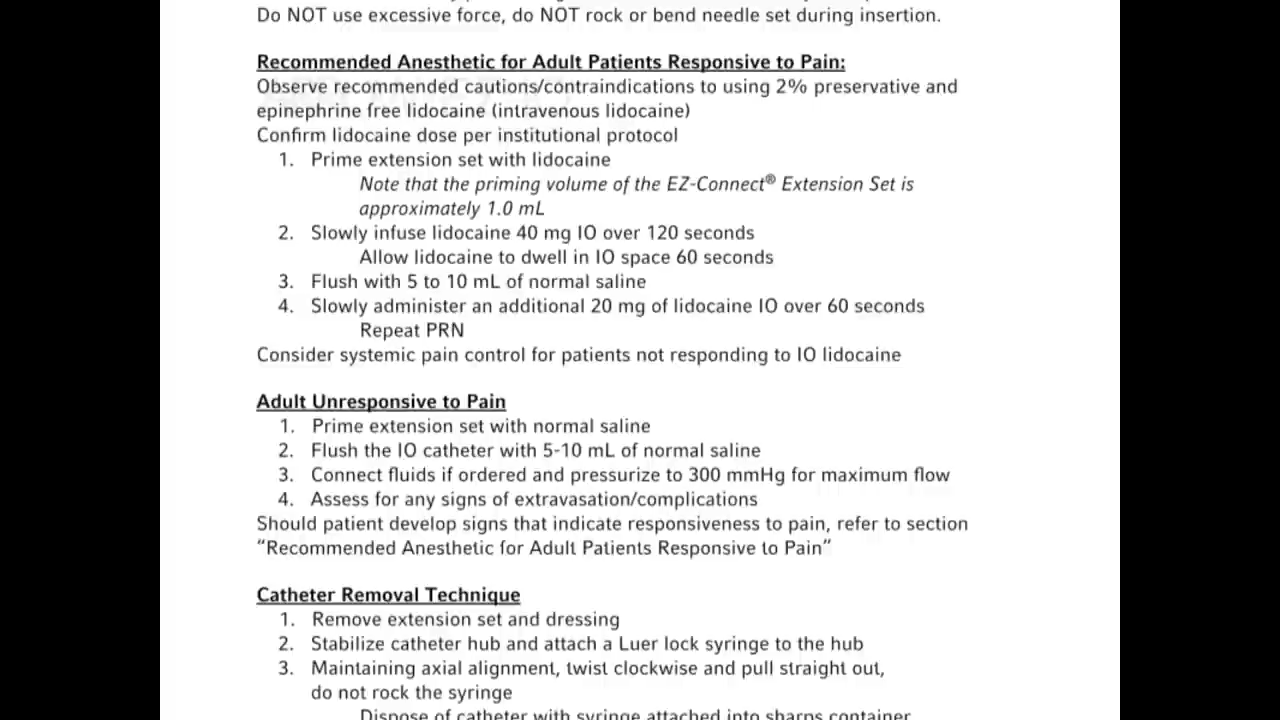 Do NOT use excessive force, do NOT rock or bend needle set during insertion.
Recommended Anesthetic for Adult Patients Responsive to Pain:
Observe recommended cautions/contraindications to using 2% preservative and
epinephrine free lidocaine (intravenous lidocaine)
Confirm lidocaine dose per institutional protocol
1. Prime extension set with lidocaine
Note that the priming volume of the EZ-Connect® Extension Set is
approximately 1.0 mL
2. Slowly infuse lidocaine 40 mg IO over 120 seconds
Allow lidocaine to dwell in IO space 60 seconds
3. Flush with 5 to 10 mL of normal saline
4. Slowly administer an additional 20 mg of lidocaine IO over 60 seconds
Repeat PRN
Consider systemic pain control for patients not responding to IO lidocaine
Adult Unresponsive to Pain
1. Prime extension set with normal saline
2. Flush the IO catheter with 5-10 mL of normal saline
3. Connect fluids if ordered and pressurize to 300 mmHg for maximum flow
4. Assess for any signs of extravasation/complications
Should patient develop signs that indicate responsiveness to pain, refer to section
“Recommended Anesthetic for Adult Patients Responsive to Pain”
Catheter Removal Technique
1. Remove extension set and dressing
2. Stabilize catheter hub and attach a Luer lock syringe to the hub
3. Maintaining axial alignment, twist clockwise and pull straight out,
do not rock the syringe
Dispose of catheter with syringe attached into sharps container